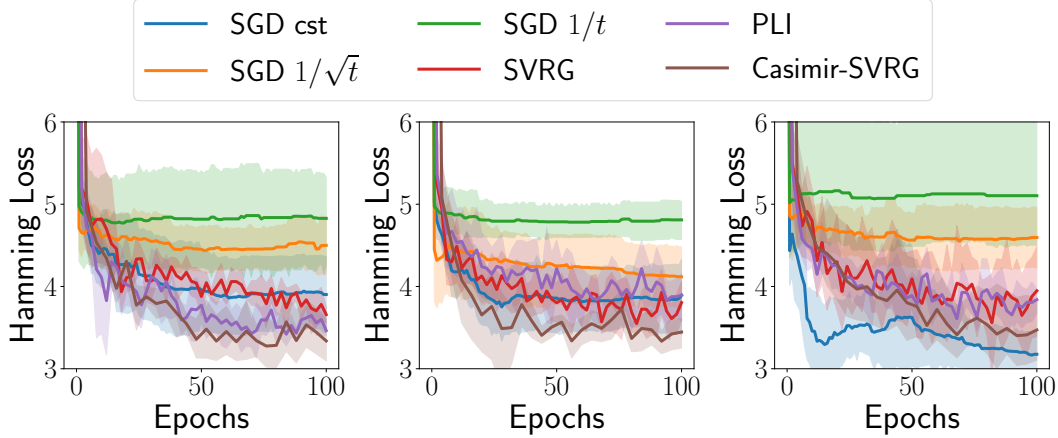 SGD cst
SGD 1/t
PLI
SGD 1/√t
SVRG
Casimir-SVRG
6
5
4
3
Hamming Loss
0
50
100
Epochs
6
5
4
3
Hamming Loss
0
50
100
Epochs
6
5
4
3
Hamming Loss
0
50
100
Epochs